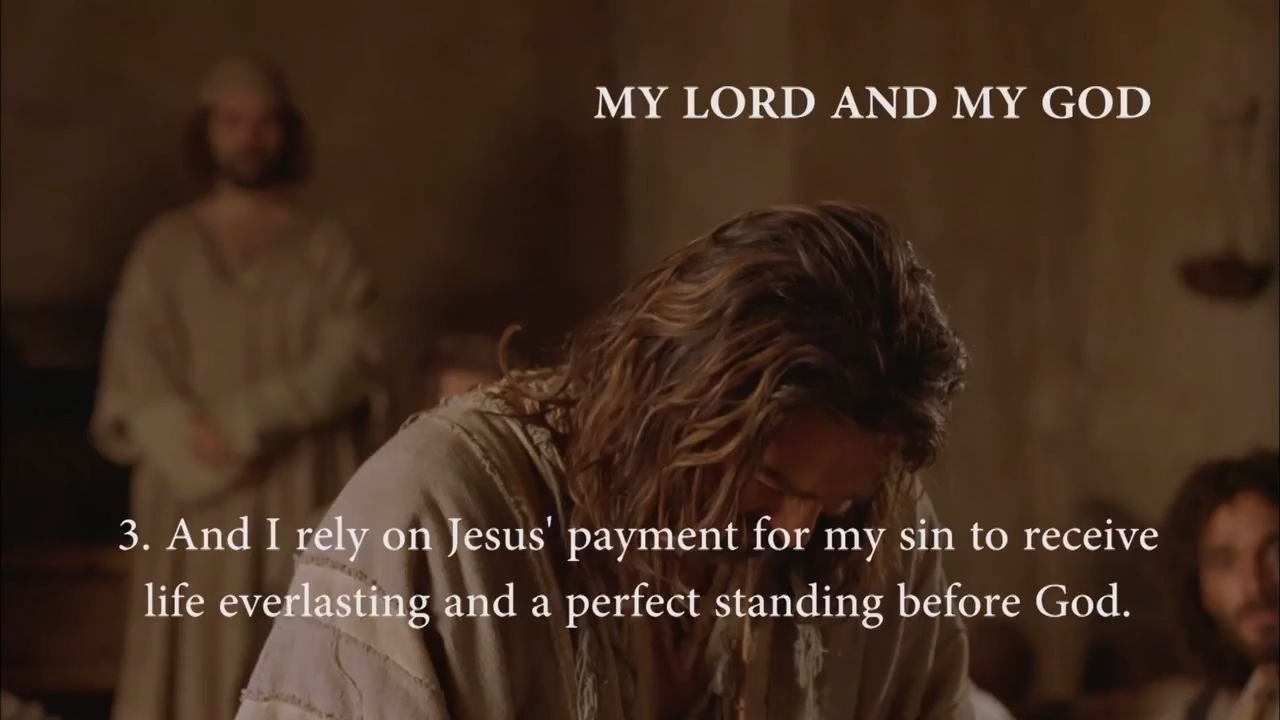 MY LORD AND MY GOD
3. And I rely on Jesus' payment for my sin to receive
life everlasting and a perfect standing before God.